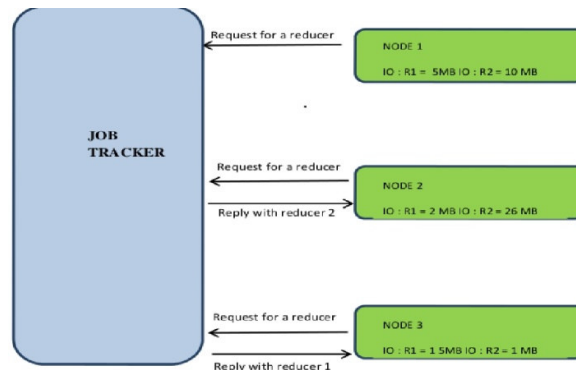 Request for a reducer
NODE 1
IO : R1 = 5MB IO : R2 = 10 MB
JOB
TRACKER
Request for a reducer
NODE 2
Reply with reducer 2
IO : R1 = 2 MB IO : R2 = 26 MB
Request for a reducer
NODE 3
IO : R1 = 1 5MB IO : R2 = 1 MB
Reply with reducer 1